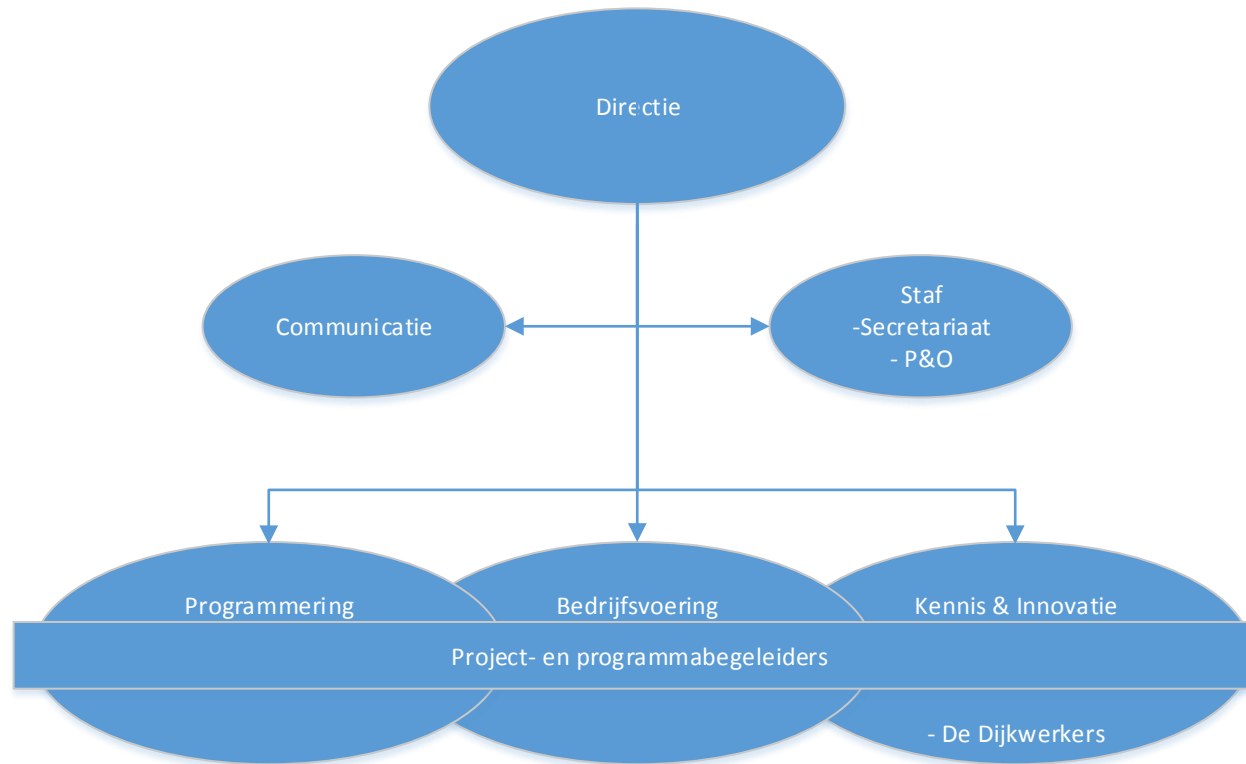 Directie
Communicatie
Staf
-Secretariaat
- P&O
Programmering
Bedrijfsvoering
Kennis & Innovatie
Project- en programmabegeleiders
- De Dijkwerkers